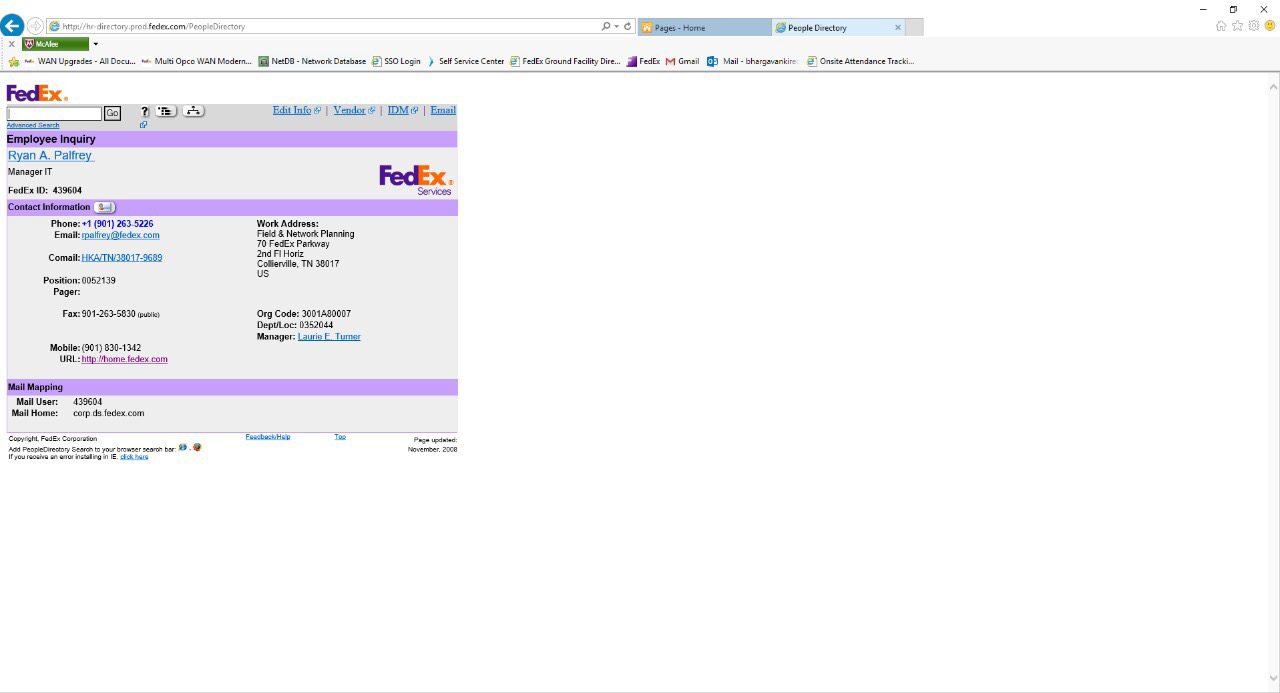 http://hr-directory.prod.fedex.com/PeopleDirectory
Pages - Home
People Directory
McAfee
WAN Upgrades - All Docu...
Multi Opco WAN Modern...
NetDB - Network Database
SSO Login
Self Service Center
FedEx Ground Facility Dire...
FedEx
Gmail
Mail - bhargavankire
Onsite Attendance Tracki...
FedEx®
Go
?
Edit Info | Vendor | IDM | Email
Advanced Search
Employee Inquiry
Ryan A. Palfrey
Manager IT
FedEx ID: 439604
FedEx®
Services
Contact Information
Phone: +1 (901) 263-5226
Email: rpalfrey@fedex.com
Comail: HKA/TN/38017-9689
Position: 0052139
Pager:
Fax: 901-263-5830 (public)
Mobile: (901) 830-1342
URL: http://home.fedex.com
Work Address:
Field & Network Planning
70 FedEx Parkway
2nd Fl Horiz
Collierville, TN 38017
US
Org Code: 3001A80007
Dept/Loc: 0352044
Manager: Laurie E. Turner
Mail Mapping
Mail User: 439604
Mail Home: corp.ds.fedex.com
Copyright, FedEx Corporation
Add PeopleDirectory Search to your browser search bar: -
If you receive an error installing in IE, click here
Feedback/Help
Top
Page updated:
November, 2008